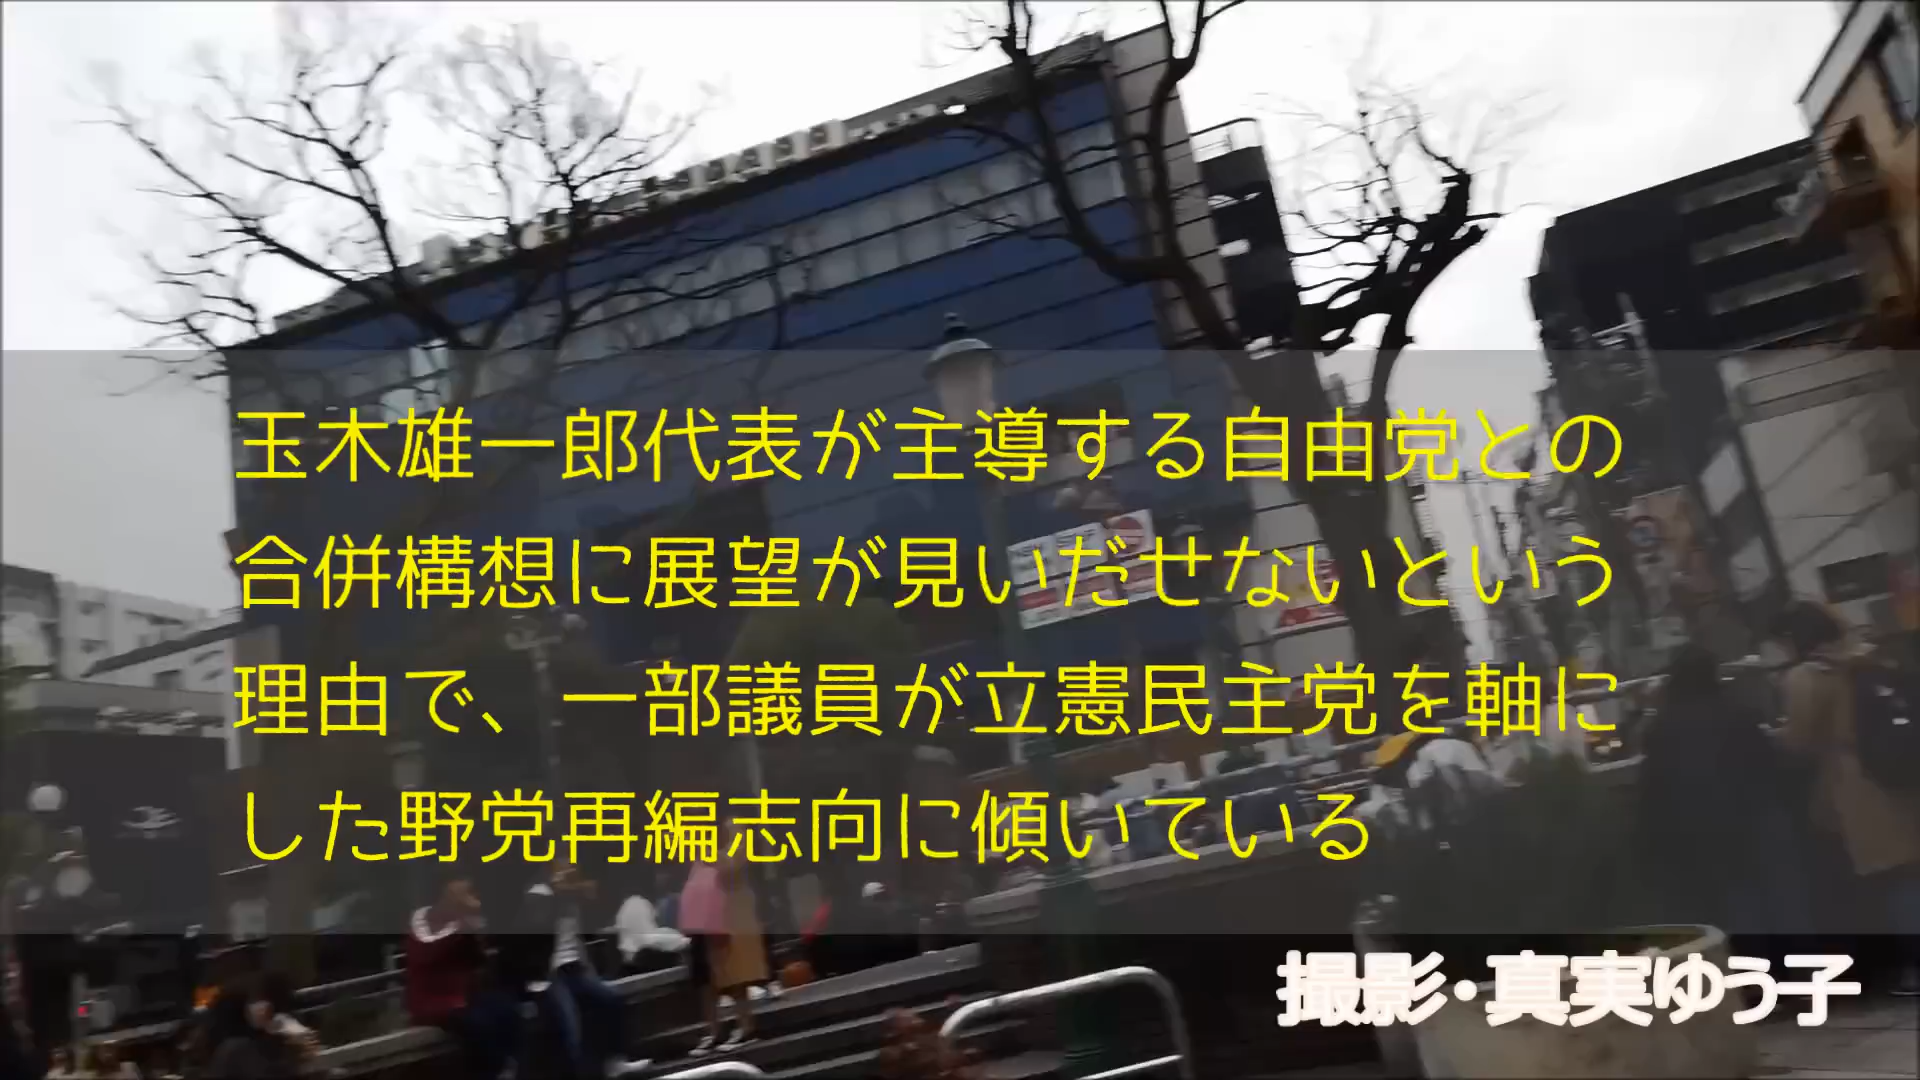 玉木雄一郎代表が主導する自由党との
合併構想に展望が見いだせないという
理由で、一部議員が立憲民主党を軸に
した野党再編志向に傾いている
撮影・真実ゆう子